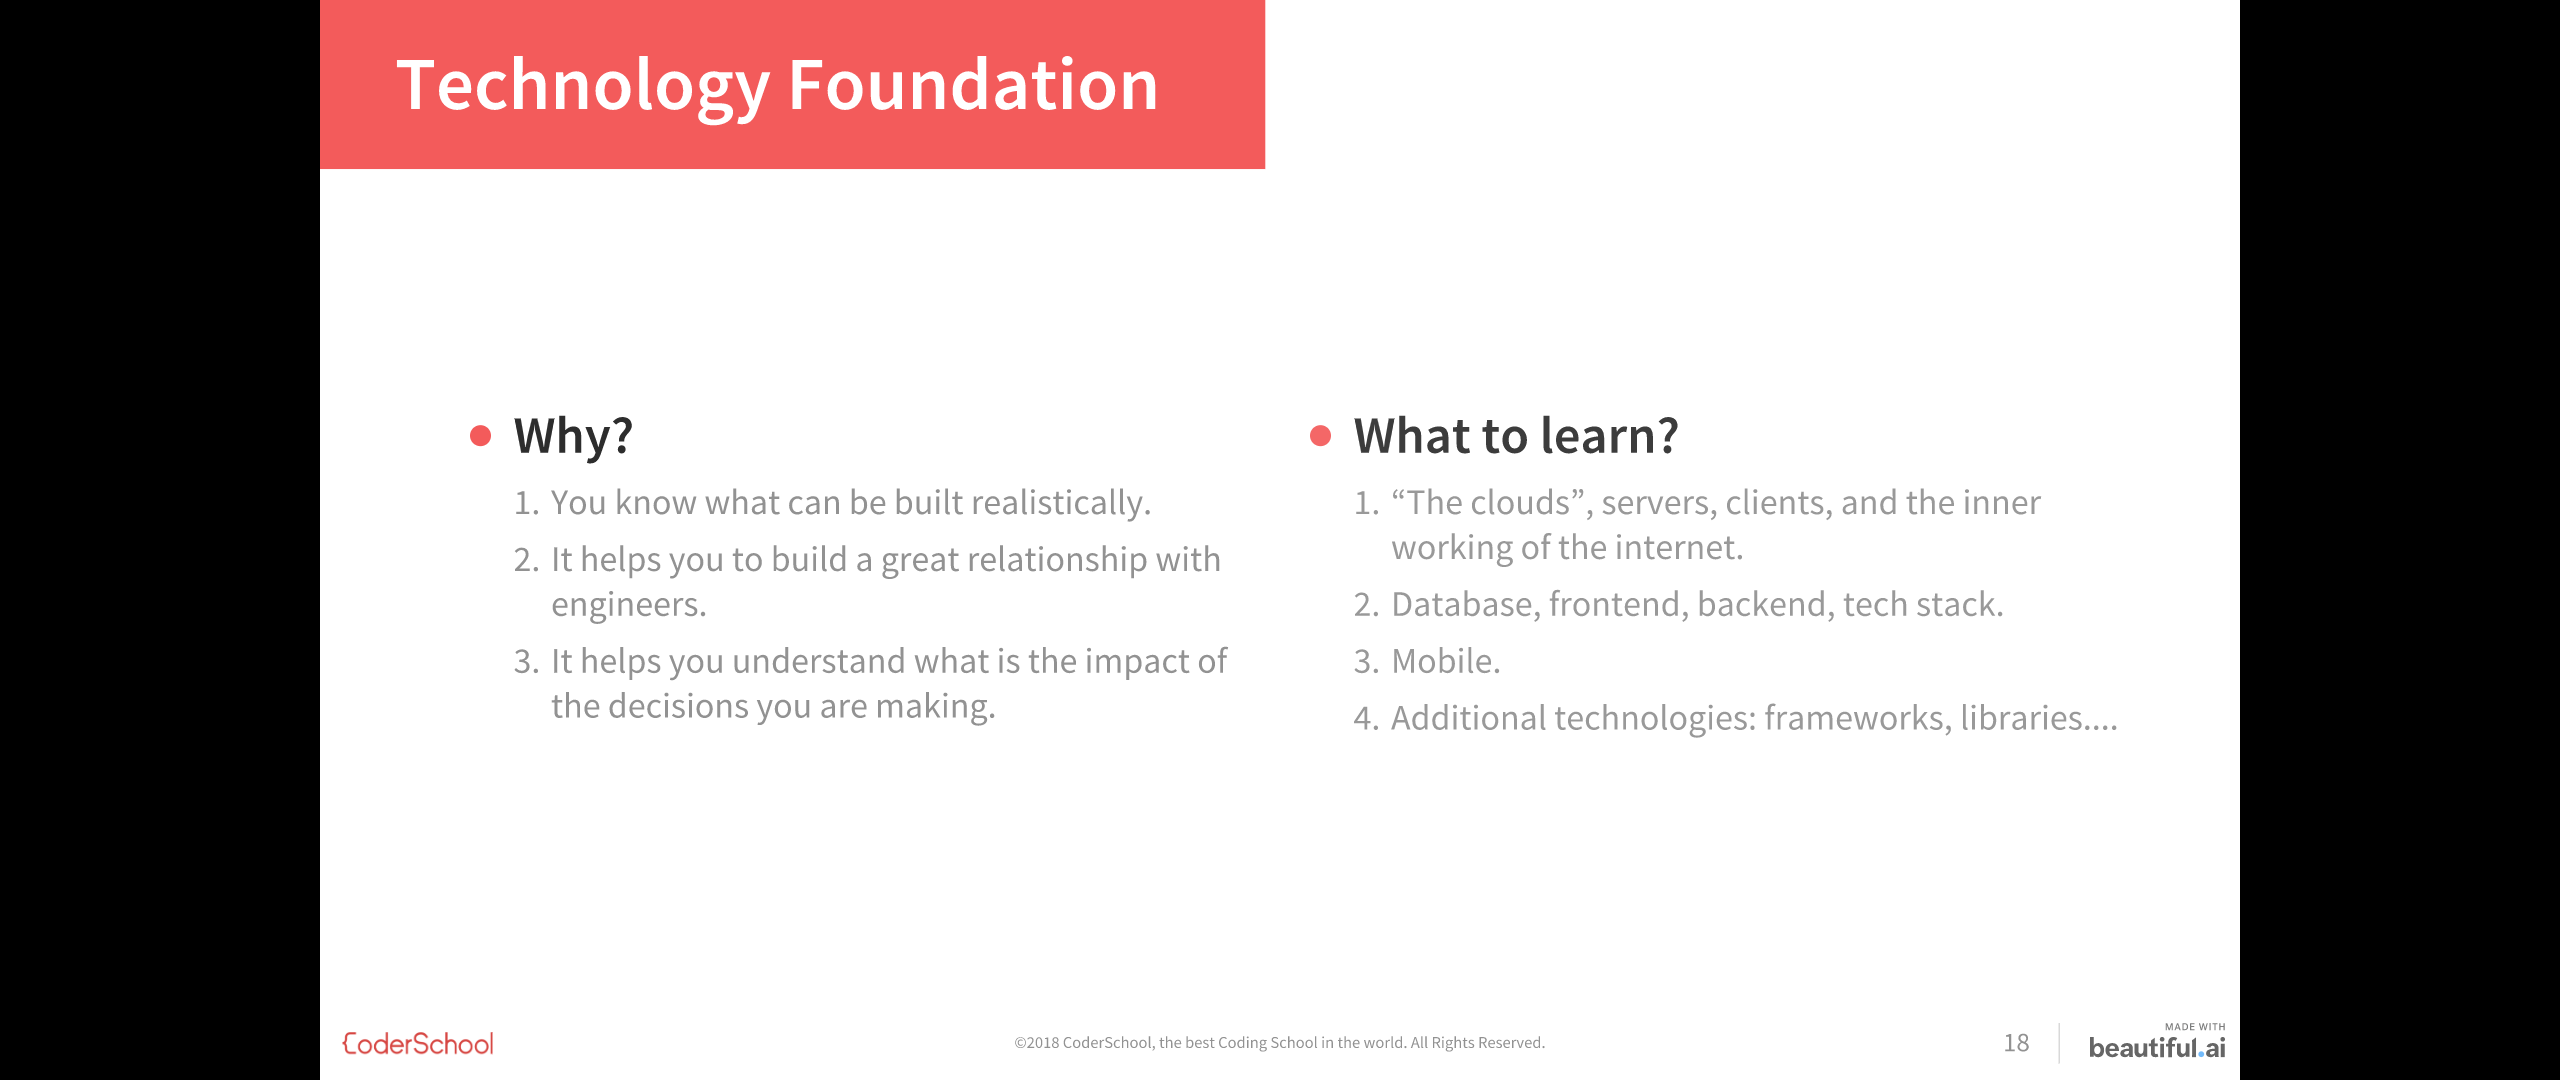 Technology Foundation
Why?
1. You know what can be built realistically.
2. It helps you to build a great relationship with
engineers.
3. It helps you understand what is the impact of
the decisions you are making.
What to learn?
1. “The clouds”, servers, clients, and the inner
working of the internet.
2. Database, frontend, backend, tech stack.
3. Mobile.
4. Additional technologies: frameworks, libraries....
CoderSchool
©2018 CoderSchool, the best Coding School in the world. All Rights Reserved.
18
MADE WITH
beautiful.ai